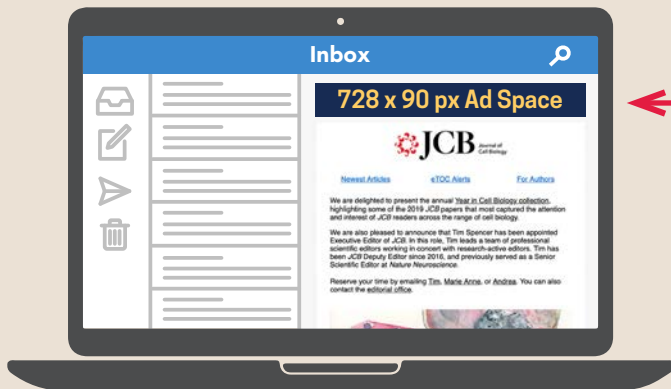 Inbox
728 x 90 px Ad Space
JCB Journal of
Cell Biology
Newest Articles eTOC Alerts For Authors
We are delighted to present the annual Year in Cell Biology collection,
highlighting some of the 2019 JCB papers that most captured the attention
and interest of JCB readers across the range of cell biology.
We are also pleased to announce that Tim Spencer has been appointed
Executive Editor of JCB. In this role, Tim leads a team of professional
scientific editors working in concert with research-active editors. Tim has
been JCB Deputy Editor since 2016, and previously served as a Senior
Scientific Editor at Nature Neuroscience.
Reserve your time by emailing Tim, Marie Anne, or Andrea. You can also
contact the editorial office.